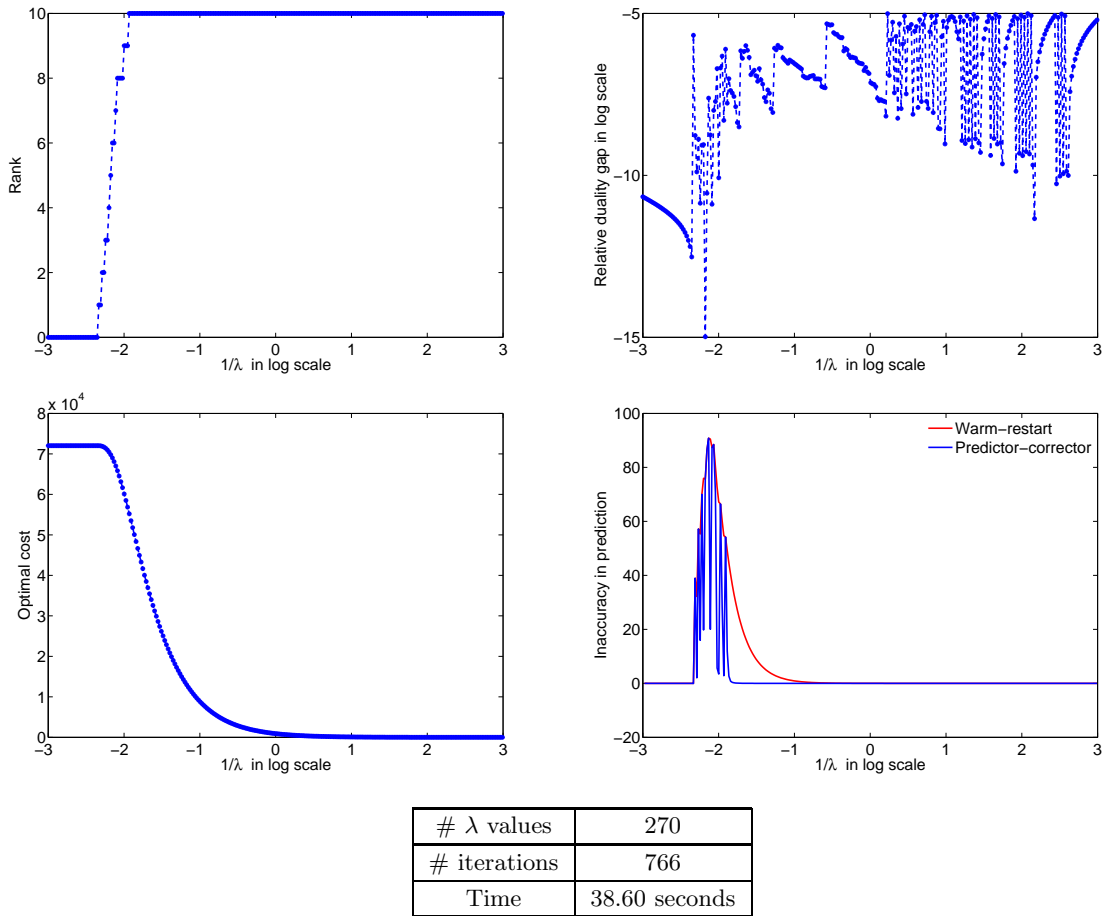 10
8
6
4
2
0
Rank
−3 −2 −1 0 1 2 3
1/λ in log scale
−5
−10
−15
Relative duality gap in log scale
−3 −2 −1 0 1 2 3
1/λ in log scale
x 10^4
8
7
6
5
4
3
2
1
0
Optimal cost
−3 −2 −1 0 1 2 3
1/λ in log scale
100
80
60
40
20
0
−20
Inaccuracy in prediction
Warm−restart
Predictor−corrector
−3 −2 −1 0 1 2 3
1/λ in log scale
# λ values 270
# iterations 766
Time 38.60 seconds